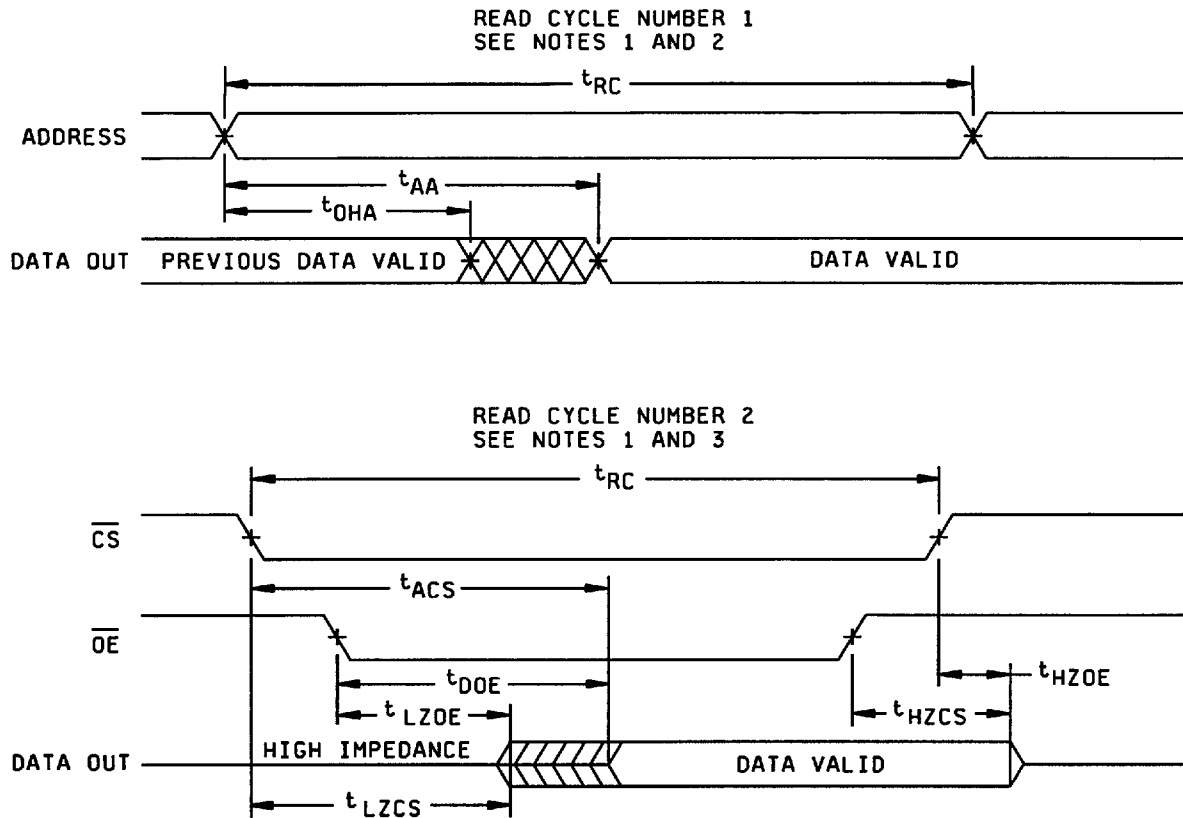 READ CYCLE NUMBER 1
SEE NOTES 1 AND 2
tRC
ADDRESS
tAA
tOHA
DATA OUT
PREVIOUS DATA VALID
DATA VALID
READ CYCLE NUMBER 2
SEE NOTES 1 AND 3
tRC
C̅S̅
tACS
O̅E̅
tDOE
tHZOE
tLZOE
tHZCS
HIGH IMPEDANCE
DATA OUT
DATA VALID
tLZCS